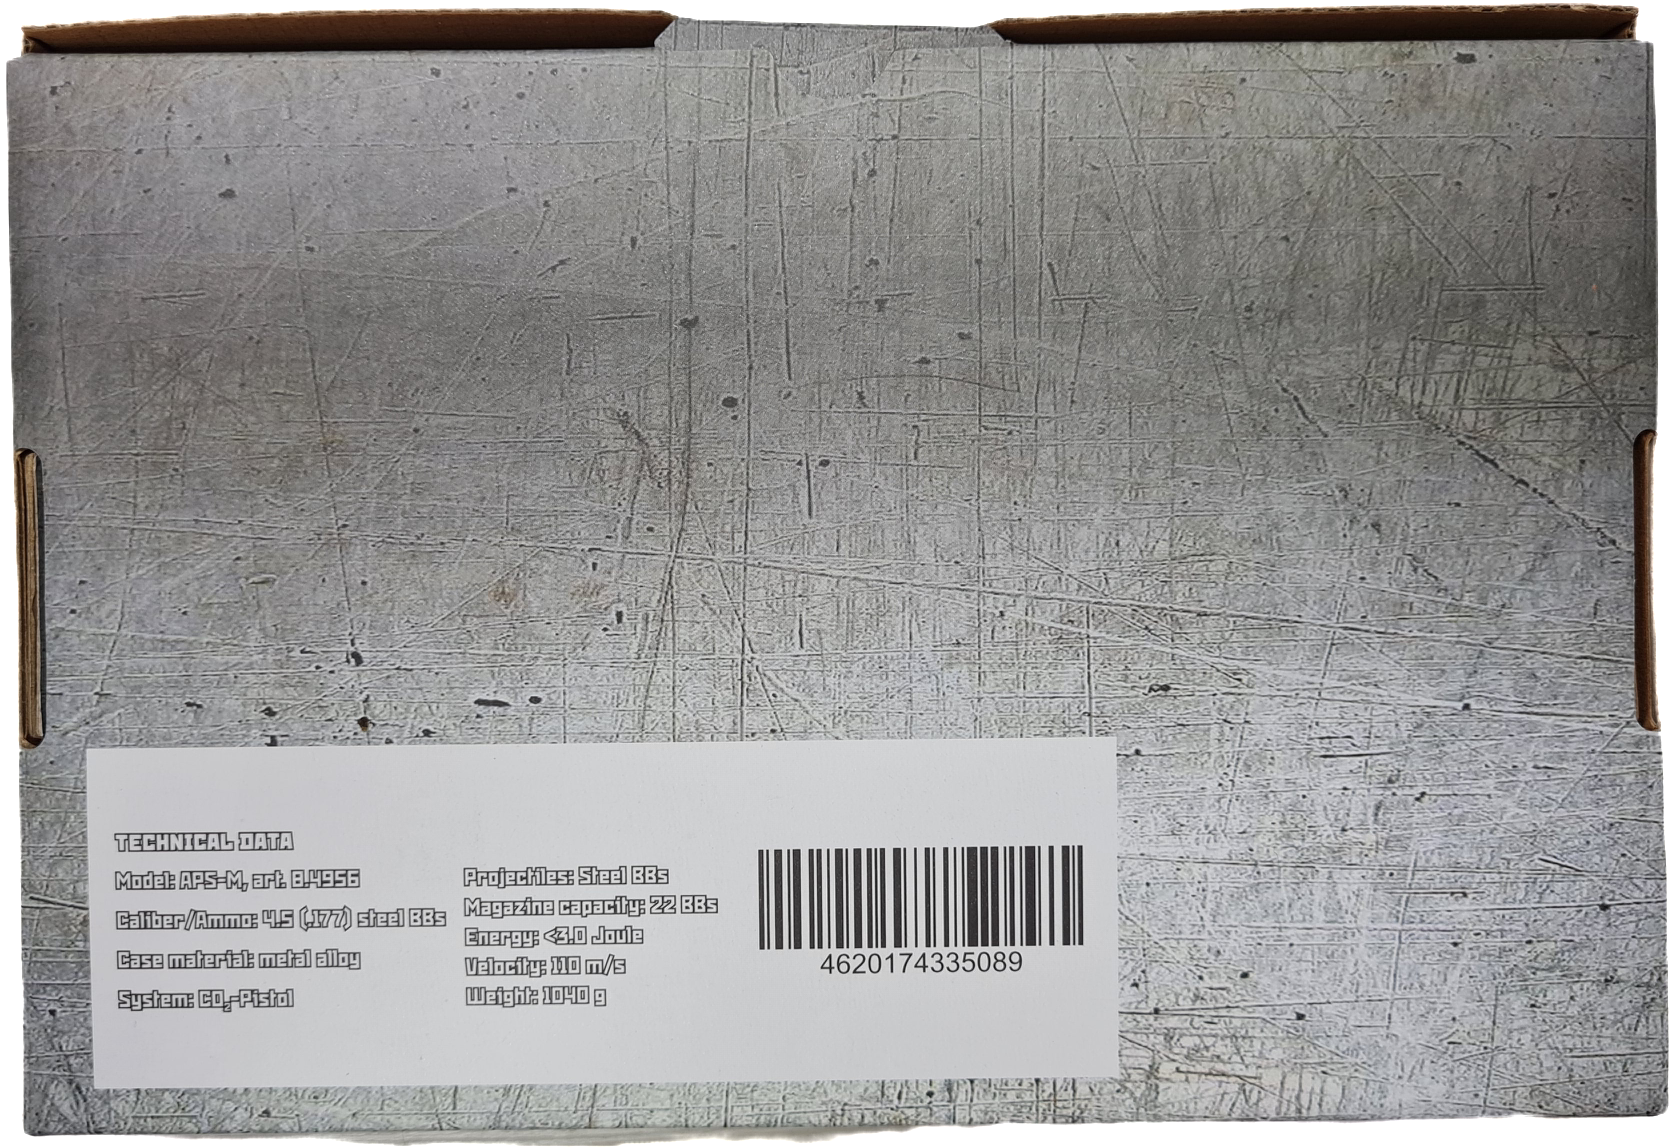 TECHNICAL DATA
Model: APS-M, art. 8.4956
Caliber/Ammo: 4.5 (.177) steel BBs
Case material: metal alloy
System: CO₂-Pistol
Projectiles: Steel BBs
Magazine capacity: 22 BBs
Energy: <3.0 Joule
Velocity: 110 m/s
Weight: 1040 g
4620174335089